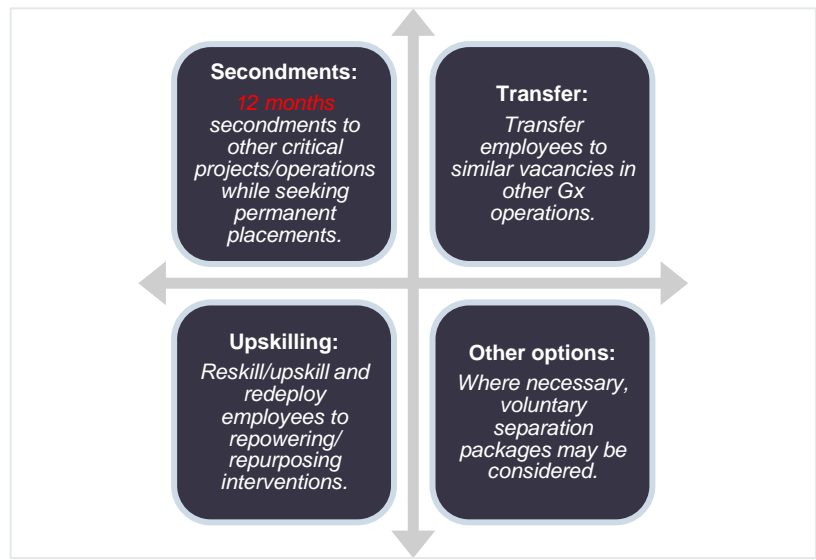 Secondments:
12 months
secondments to
other critical
projects/operations
while seeking
permanent
placements.
Transfer:
Transfer
employees to
similar vacancies in
other Gx
operations.
Upskilling:
Reskill/upskill and
redeploy
employees to
repowering/
repurposing
interventions.
Other options:
Where necessary,
voluntary
separation
packages may be
considered.